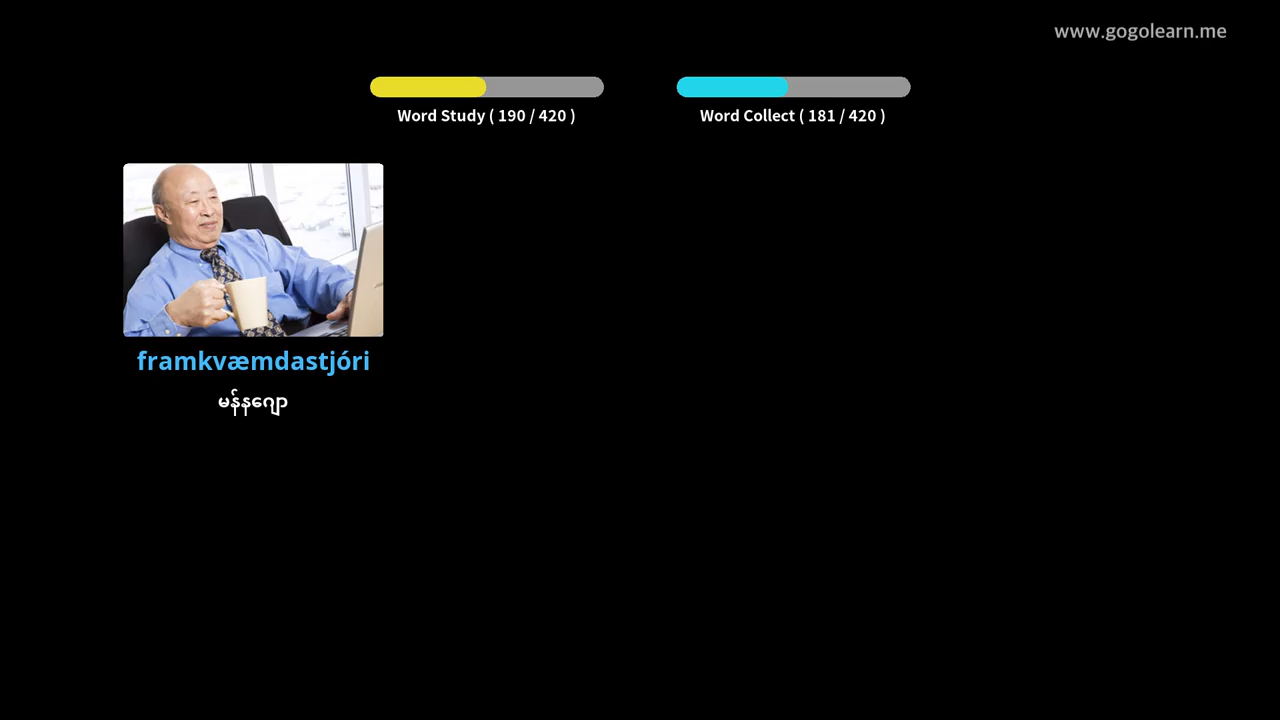 www.gogolearn.me
Word Study ( 190 / 420 )
Word Collect ( 181 / 420 )
framkvæmdastjóri
မန်နဂျော